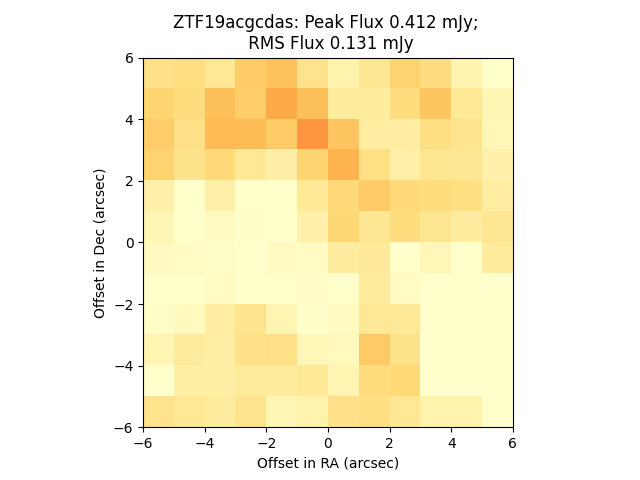 ZTF19acgcdas: Peak Flux 0.412 mJy;
RMS Flux 0.131 mJy
6
4
2
0
−2
−4
−6
Offset in Dec (arcsec)
−6 −4 −2 0 2 4 6
Offset in RA (arcsec)